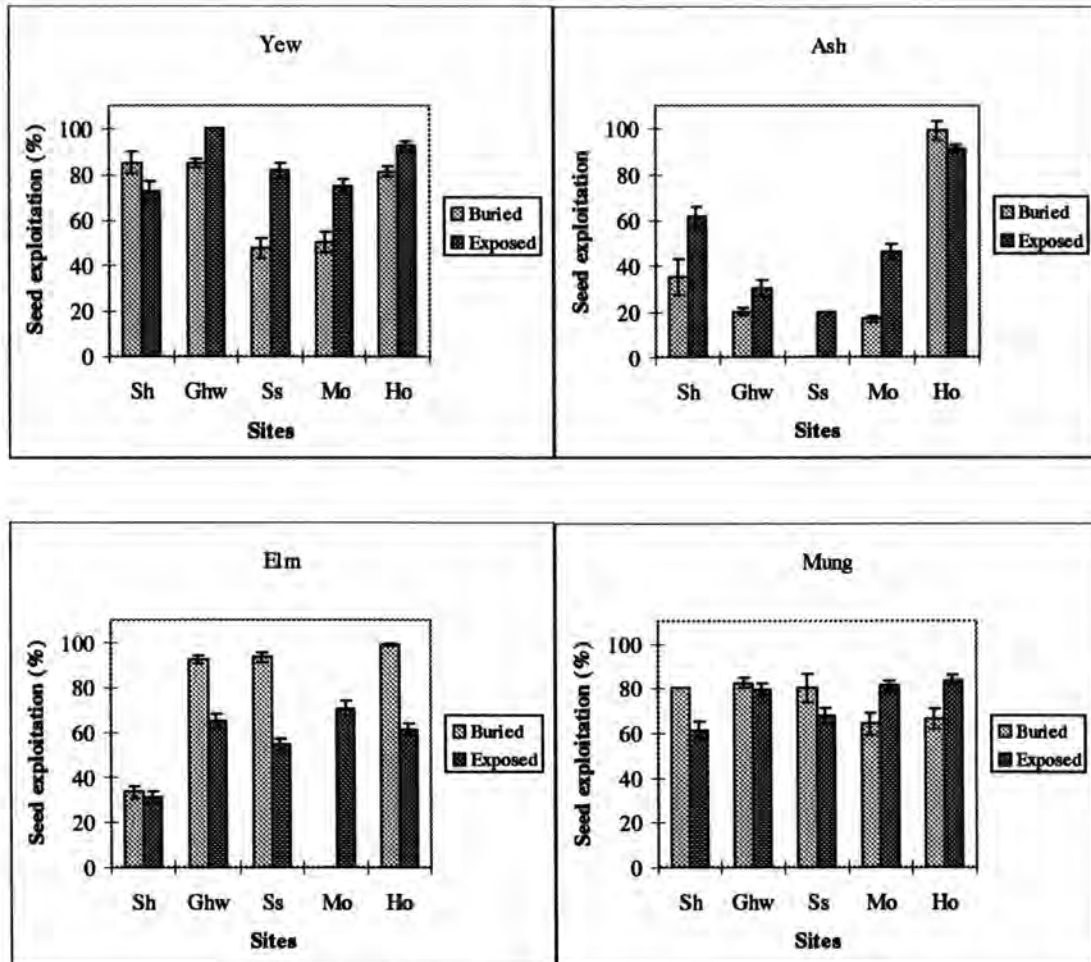 Yew
Seed exploitation (%)
100
80
60
40
20
0
Sh Ghw Ss Mo Ho
Sites
Buried
Exposed
Ash
Seed exploitation
100
80
60
40
20
0
Sh Ghw Ss Mo Ho
Sites
Buried
Exposed
Elm
Seed exploitation (%)
100
80
60
40
20
0
Sh Ghw Ss Mo Ho
Sites
Buried
Exposed
Mung
Seed exploitation (%)
100
80
60
40
20
0
Sh Ghw Ss Mo Ho
Sites
Buried
Exposed